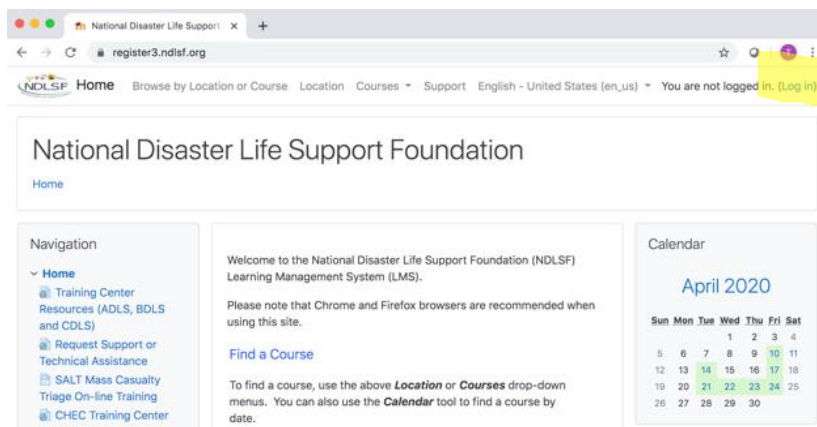 National Disaster Life Support
register3.ndlsf.org
T
NDLSF Home Browse by Location or Course Location Courses Support English - United States (en_us) You are not logged in. (Log in)
National Disaster Life Support Foundation
Home
Navigation
Home
Training Center
Resources (ADLS, BDLS
and CDLS)
Request Support or
Technical Assistance
SALT Mass Casualty
Triage On-line Training
CHEC Training Center
Welcome to the National Disaster Life Support Foundation (NDLSF)
Learning Management System (LMS).
Please note that Chrome and Firefox browsers are recommended when
using this site.
Find a Course
To find a course, use the above Location or Courses drop-down
menus. You can also use the Calendar tool to find a course by
date.
Calendar
April 2020
Sun Mon Tue Wed Thu Fri Sat
1 2 3 4
5 6 7 8 9 10 11
12 13 14 15 16 17 18
19 20 21 22 23 24 25
26 27 28 29 30